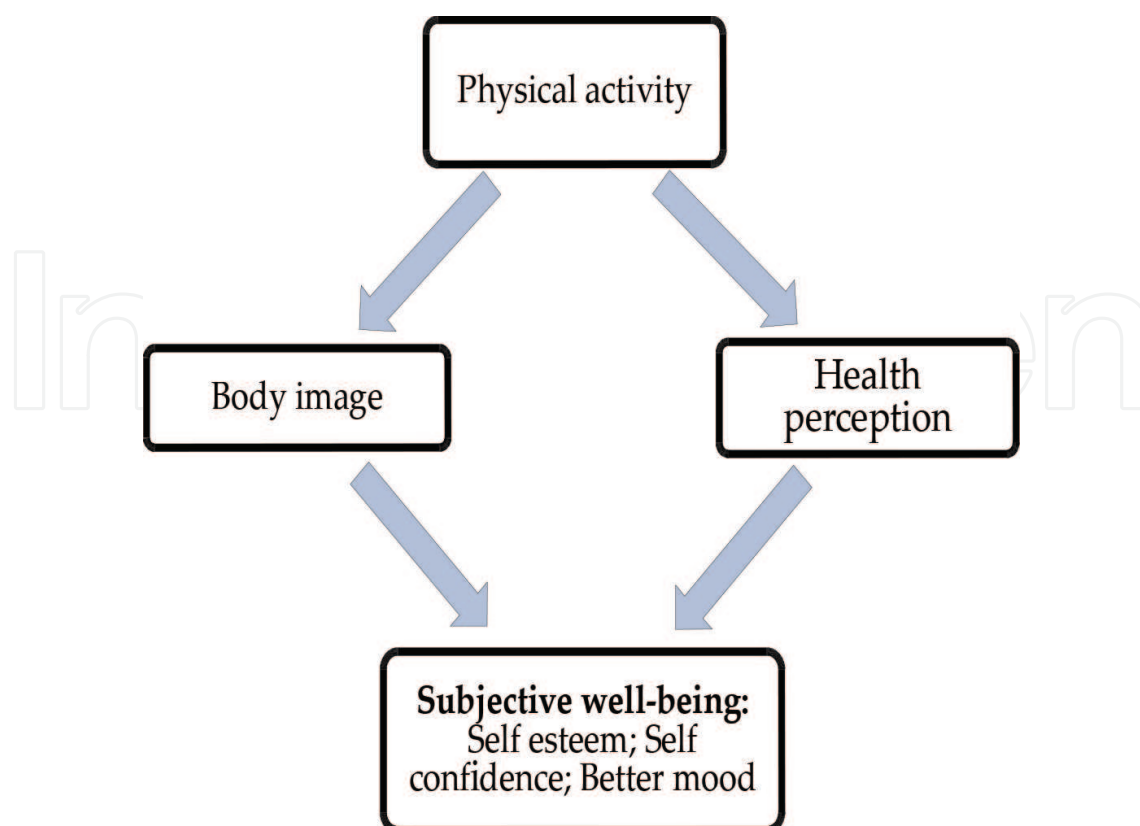 Physical activity
Body image
Health
perception
Subjective well-being:
Self esteem; Self
confidence; Better mood